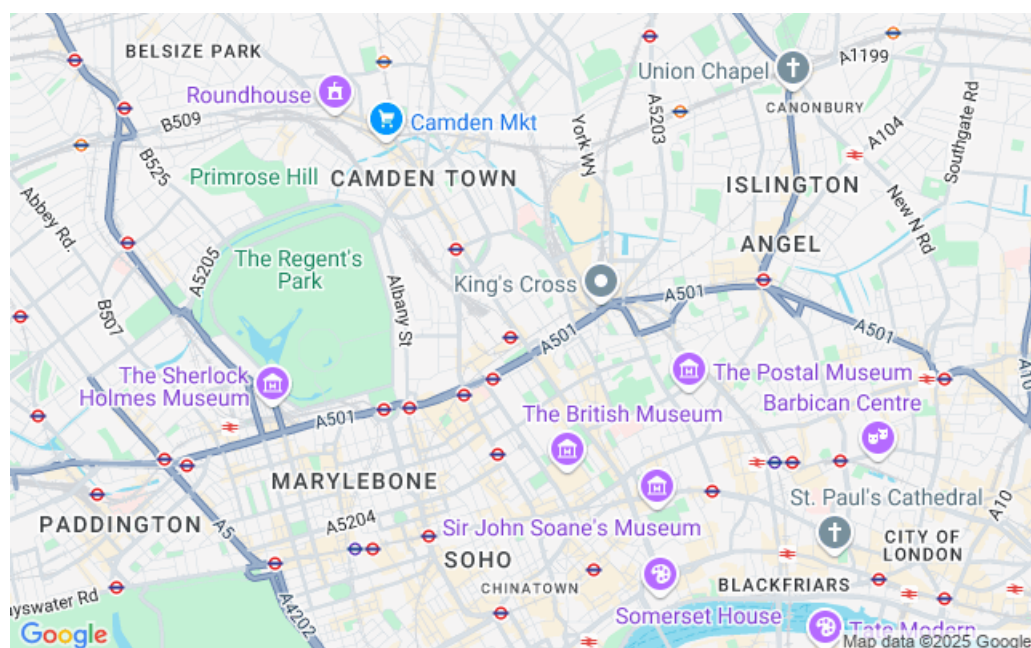 BELSIZE PARK
Union Chapel
A1199
Roundhouse
CANONBURY
B509
Camden Mkt
A5203
A104
York WN
Southgate Rd
B525
Primrose Hill
CAMDEN TOWN
ISLINGTON
Abbey Rd.
New N Rd
A5205
The Regent's
Park
ANGEL
Albany St
King's Cross
A501
B507
A501
A501
The Sherlock
Holmes Museum
The Postal Museum
A10
A501
The British Museum
Barbican Centre
MARYLEBONE
PADDINGTON
A5
A5204
Sir John Soane's Museum
St. Paul's Cathedral
A10
SOHO
CITY OF
LONDON
CHINATOWN
BLACKFRIARS
ayswater Rd
A4202
Somerset House
Google
Tate Modern
Map data ©2025 Google